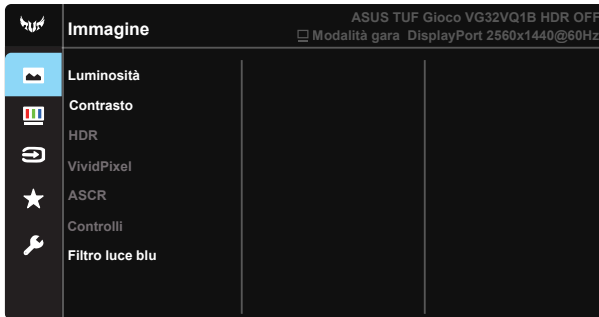 ASUS TUF Gioco VG32VQ1B HDR OFF
Immagine
Modalità gara DisplayPort 2560x1440@60Hz
Luminosità
Contrasto
HDR
VividPixel
ASCR
Controlli
Filtro luce blu